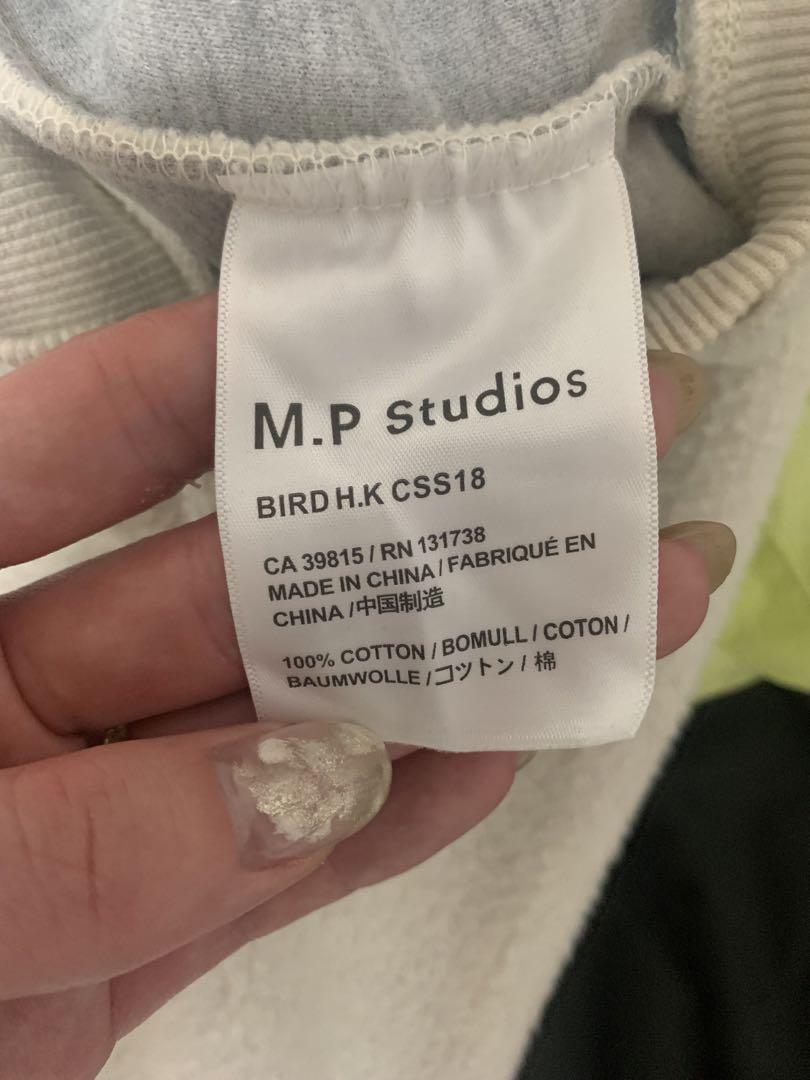 M.P Studios
BIRD H.K CSS18
CA 39815 / RN 131738
MADE IN CHINA / FABRIQUÉ EN
CHINA / 中国制造
100% COTTON / BOMULL / COTON /
BAUMWOLLE / コツトン / 棉